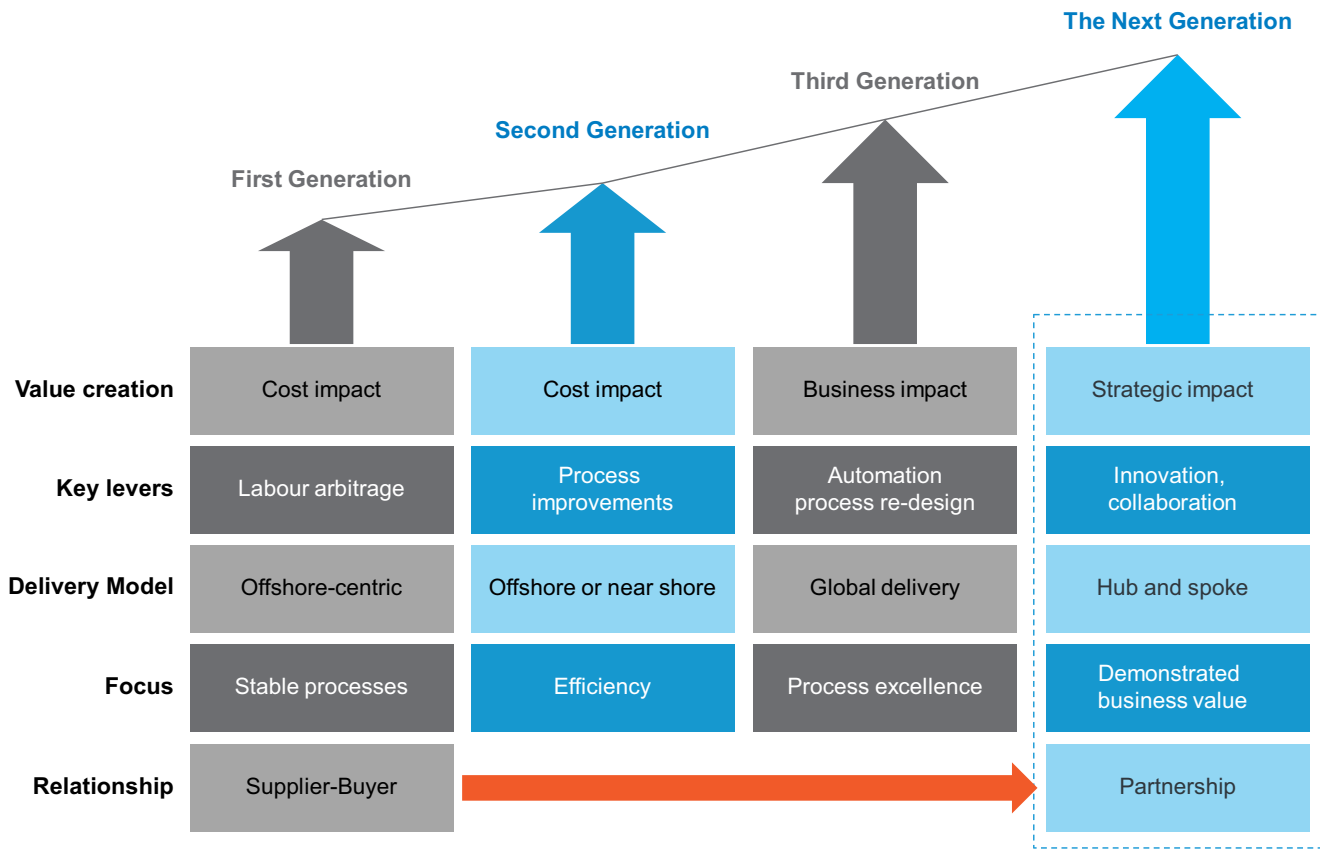 The Next Generation
Third Generation
Second Generation
First Generation
Value creation
Cost impact
Cost impact
Business impact
Strategic impact
Key levers
Labour arbitrage
Process
improvements
Automation
process re-design
Innovation,
collaboration
Delivery Model
Offshore-centric
Offshore or near shore
Global delivery
Hub and spoke
Focus
Stable processes
Efficiency
Process excellence
Demonstrated
business value
Relationship
Supplier-Buyer
Partnership